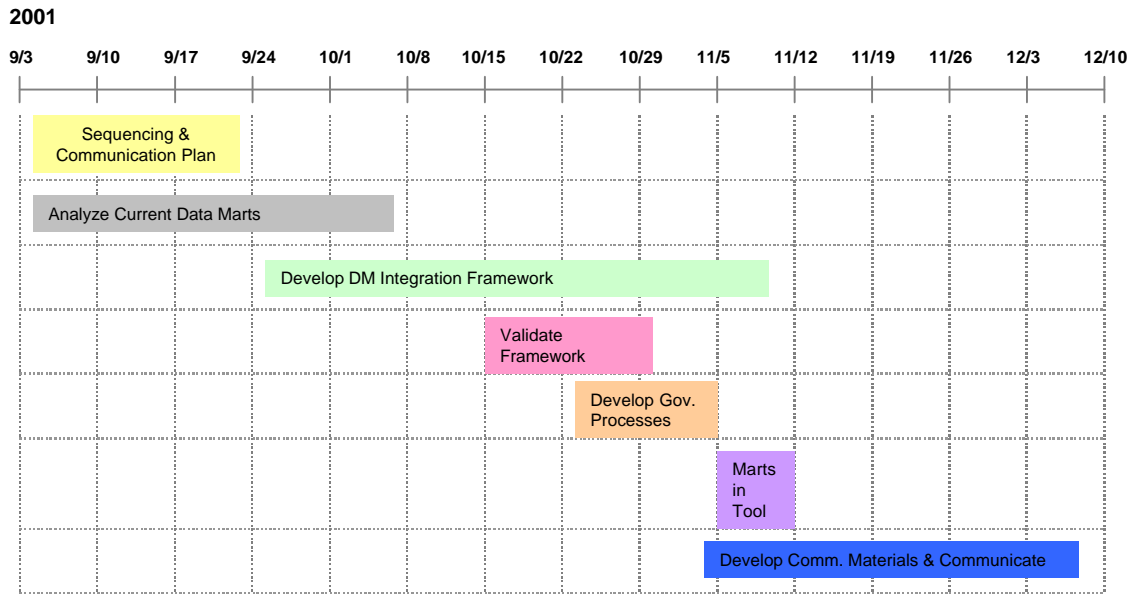 2001
9/3 9/10 9/17 9/24 10/1 10/8 10/15 10/22 10/29 11/5 11/12 11/19 11/26 12/3 12/10
Sequencing &
Communication Plan
Analyze Current Data Marts
Develop DM Integration Framework
Validate
Framework
Develop Gov.
Processes
Marts
in
Tool
Develop Comm. Materials & Communicate